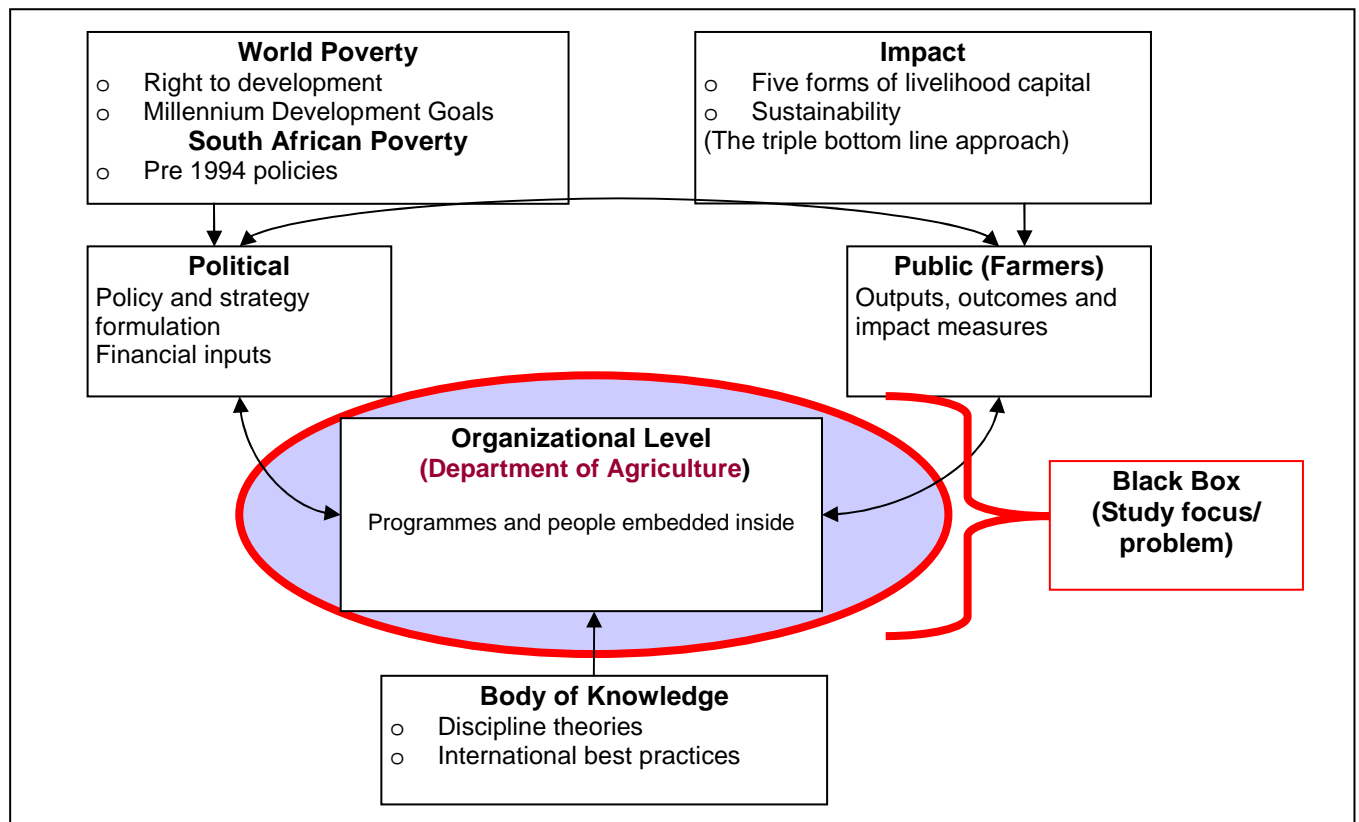 World Poverty
o Right to development
o Millennium Development Goals
South African Poverty
o Pre 1994 policies
Impact
o Five forms of livelihood capital
o Sustainability
(The triple bottom line approach)
Political
Policy and strategy
formulation
Financial inputs
Public (Farmers)
Outputs, outcomes and
impact measures
Organizational Level
(Department of Agriculture)
Programmes and people embedded inside
Black Box
(Study focus/
problem)
Body of Knowledge
o Discipline theories
o International best practices